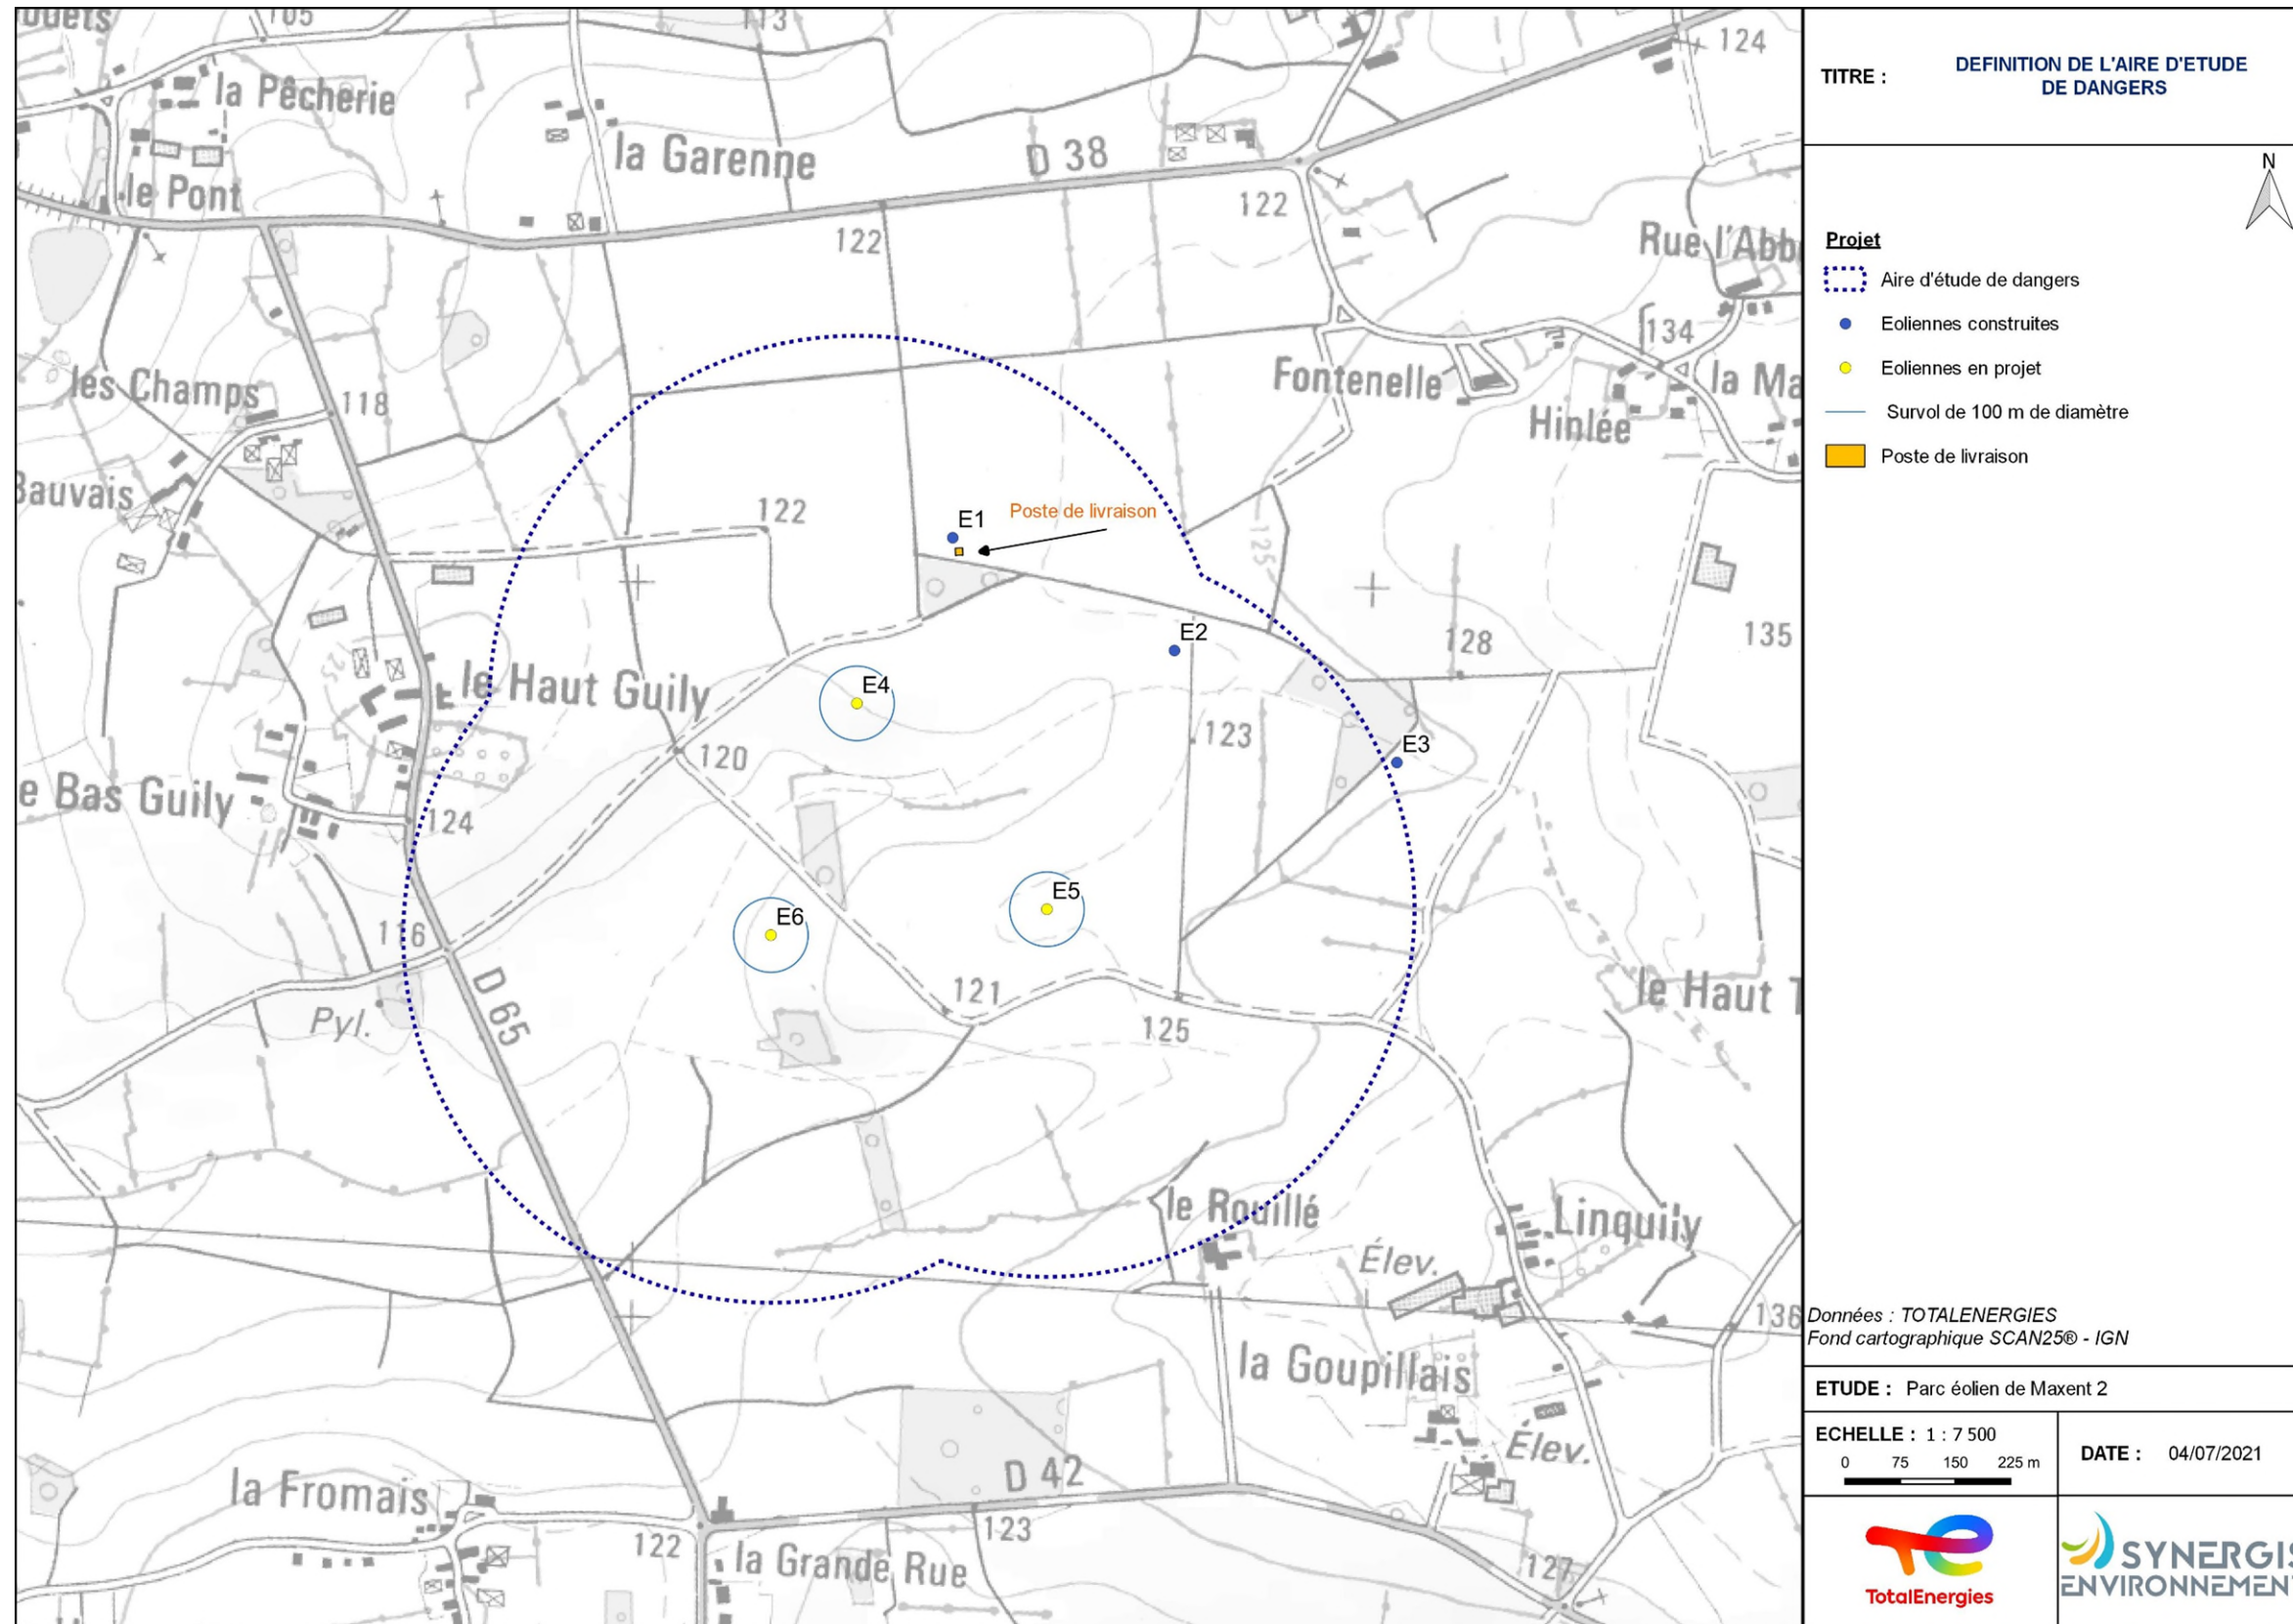 105
113
124
la Pêcherie
la Garenne
D 38
le Pont
122
122
Rue l'Abb
134
les Champs
118
Fontenelle
la Ma
Hinlée
Bauvais
122
E1
Poste de livraison
125
E2
128
135
le Haut Guily
25
E4
123
E3
120
e Bas Guily
124
E5
E6
116
D 65
121
le Haut T
Pyl.
125
le Rouillé
Linquily
Élev.
136
la Goupillais
Élev.
D 42
la Fromais
122
123
la Grande Rue
127
TITRE :
DEFINITION DE L'AIRE D'ETUDE
DE DANGERS
N
Projet
Aire d'étude de dangers
Eoliennes construites
Eoliennes en projet
Survol de 100 m de diamètre
Poste de livraison
Données : TOTALENERGIES
Fond cartographique SCAN25® - IGN
ETUDE : Parc éolien de Maxent 2
ECHELLE : 1 : 7 500
0 75 150 225 m
DATE : 04/07/2021
TotalEnergies
SYNERGIS
ENVIRONNEMENT